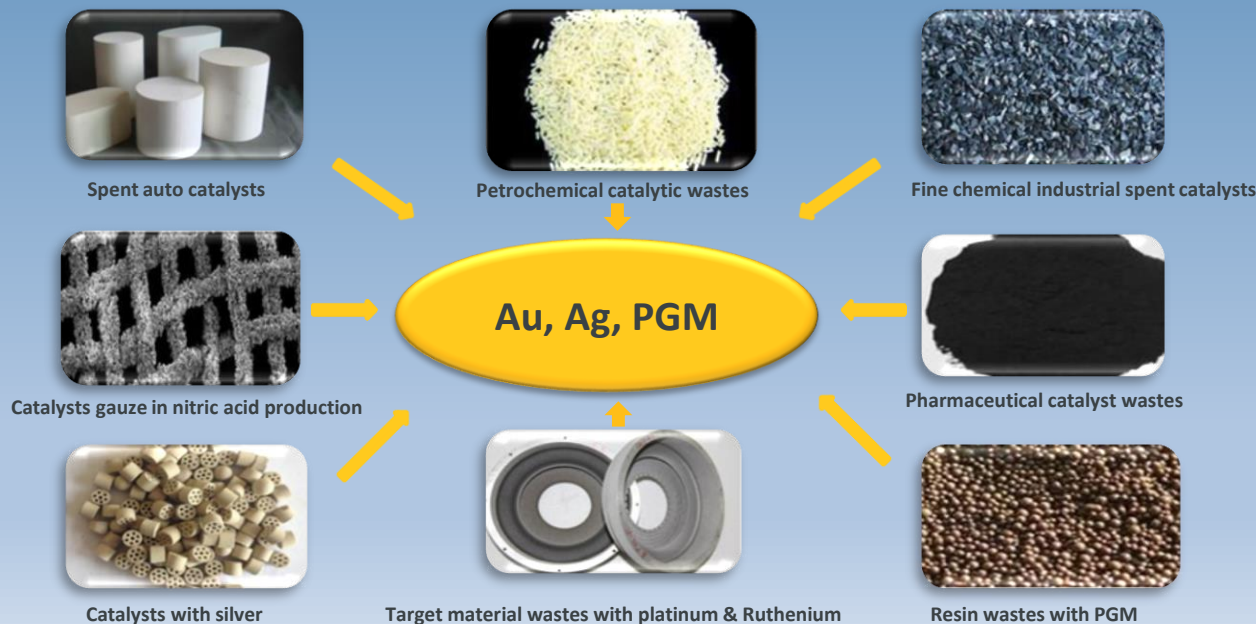 Spent auto catalysts
Petrochemical catalytic wastes
Fine chemical industrial spent catalysts
Au, Ag, PGM
Catalysts gauze in nitric acid production
Pharmaceutical catalyst wastes
Catalysts with silver
Target material wastes with platinum & Ruthenium
Resin wastes with PGM